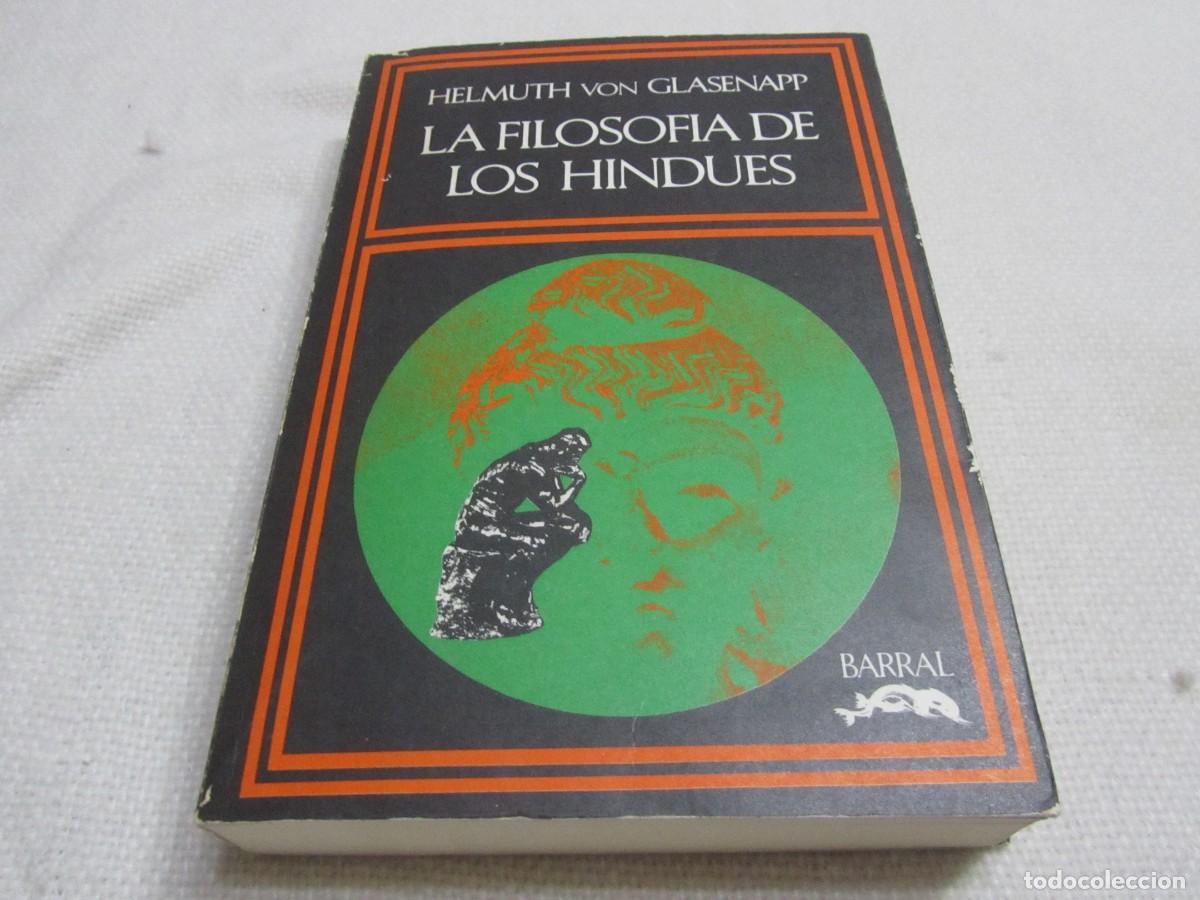 HELMUTH VON GLASENAPP
LA FILOSOFIA DE
LOS HINDUES
BARRAL
todocoleccion